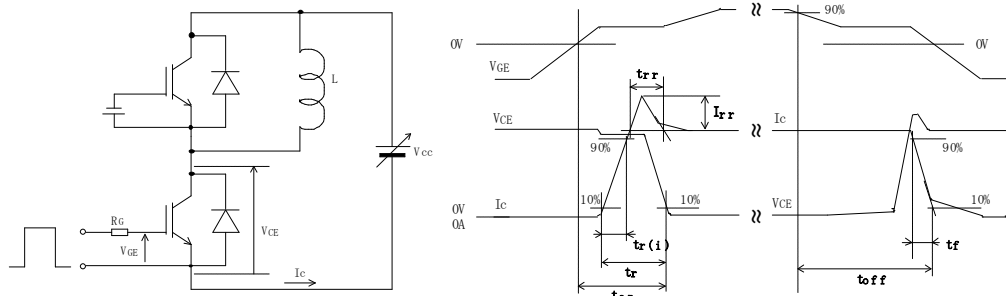 L
Vcc
RG
VGE
VCE
Ic
0V
VGE
90%
0V
trr
Irr
VCE
Ic
90%
90%
Ic
10%
10%
VCE
10%
0V
0A
tr(i)
tr
tf
toff